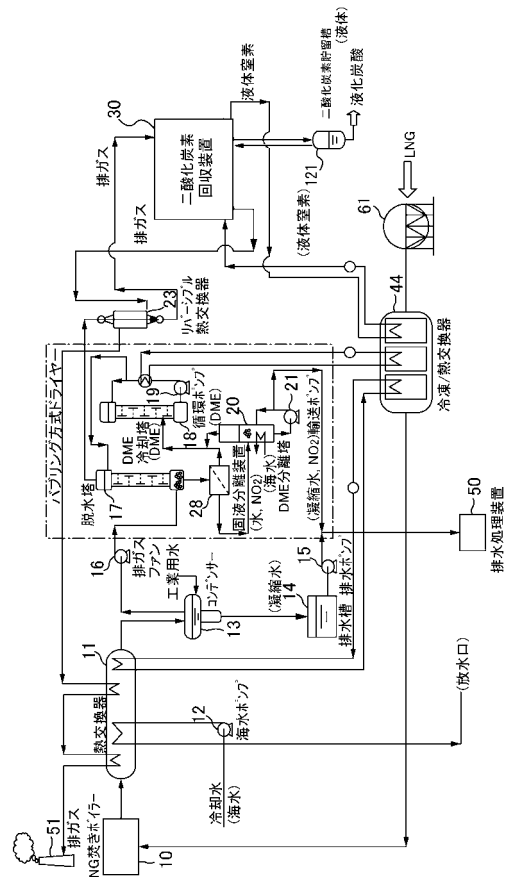 排ガス
51
NG焚きボイラー
10
熱交換器
11
冷却水
(海水)
12
海水ポンプ
(放水口)
工業用水
コンデンサー
13
(凝縮水)
14
排水槽
15
排水ポンプ
16
排ガス
ファン
50
排水処理装置
バブリング方式ドライヤー
脱水塔
17
DME
冷却塔
18
19
循環ポンプ
(DME)
28
固液分離装置
(水、NO2)
20
(海水)
DME分離塔
21
(凝縮水、NO2)輸送ポンプ
23
リバーシブル
熱交換器
排ガス
排ガス
30
二酸化炭素
回収装置
液体窒素
(液体窒素)
二酸化炭素貯留槽
(液体)
121
液化炭酸
44
冷凍/熱交換器
61
LNG